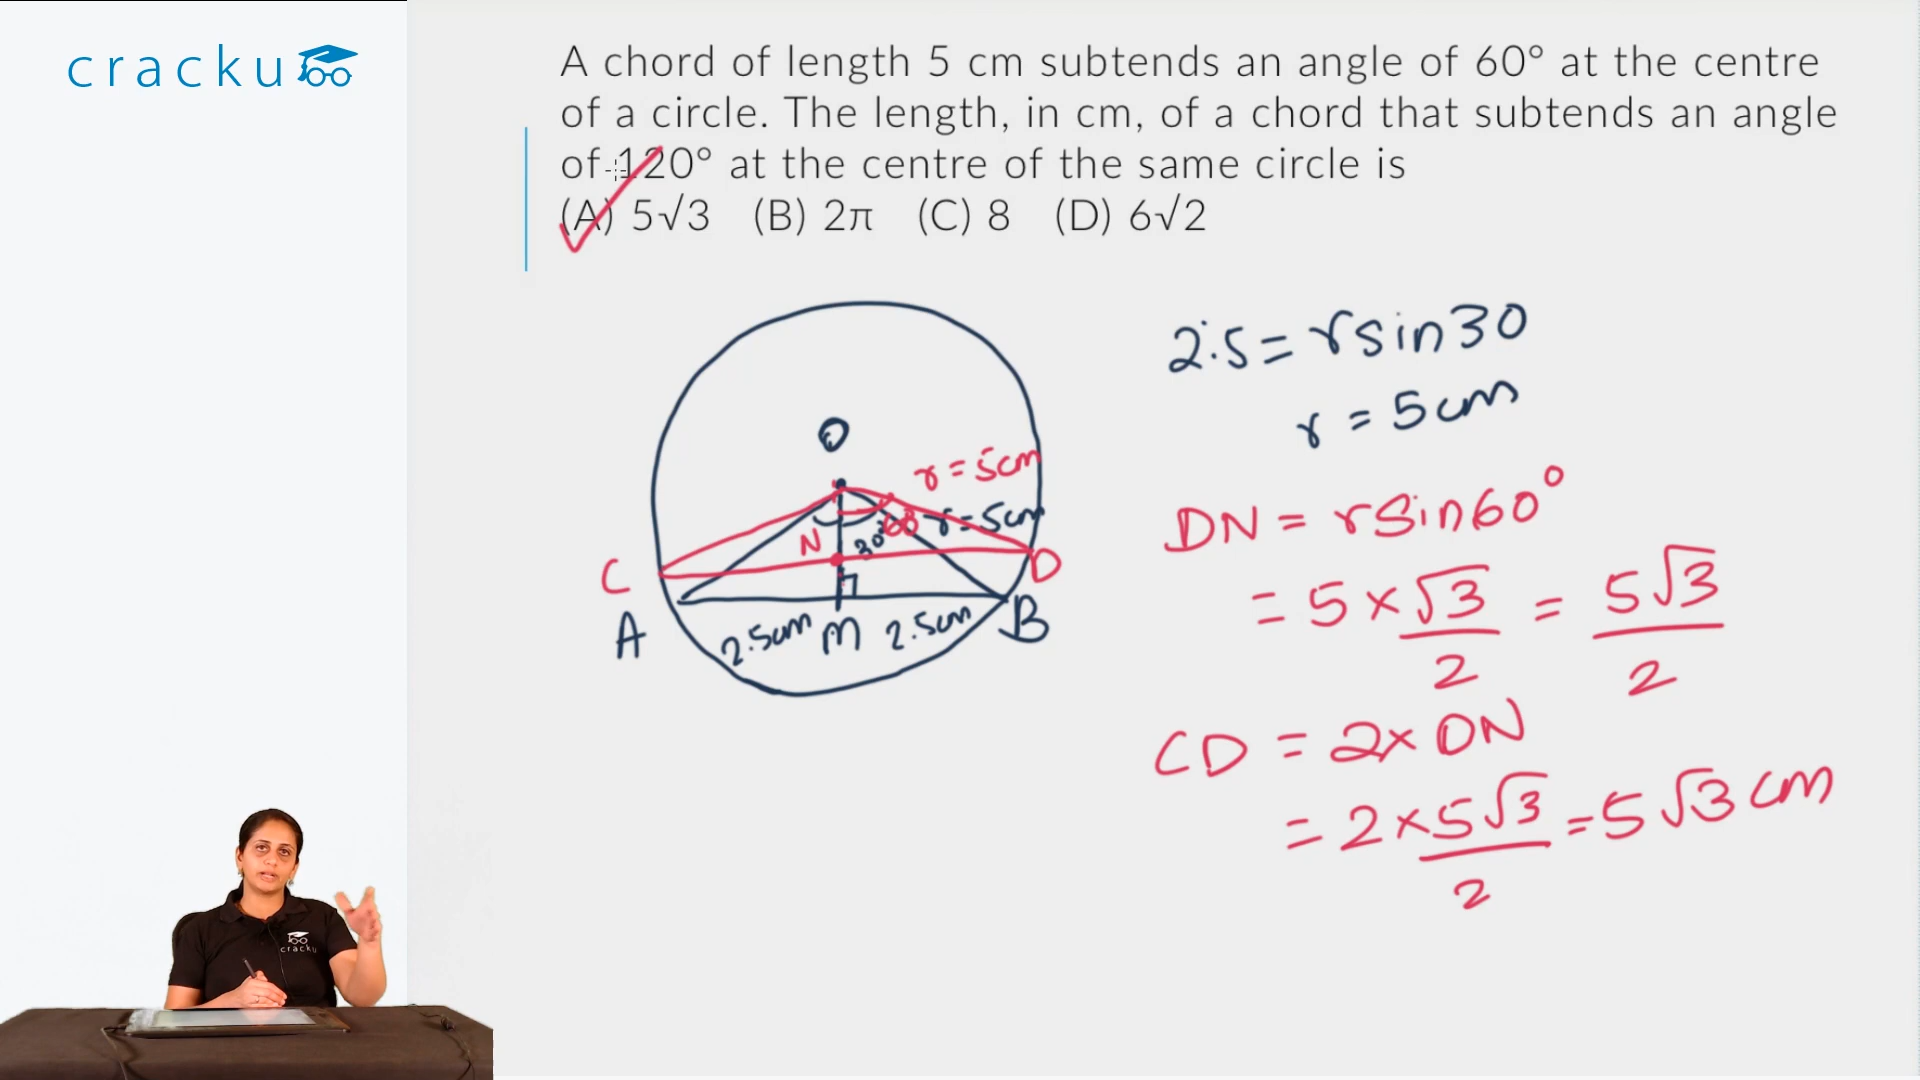 cracku
A chord of length 5 cm subtends an angle of 60° at the centre
of a circle. The length, in cm, of a chord that subtends an angle
of 120° at the centre of the same circle is
(A) 5√3 (B) 2π (C) 8 (D) 6√2
2.5 = r sin 30
r = 5cm
O
r = 5cm
r = 5cm
60
30°
N
C
D
A
2.5cm M 2.5cm
B
DN = r sin 60°
= 5 × √3/2 = 5√3/2
CD = 2 × DN
= 2 × 5√3/2 = 5√3 cm
cracku